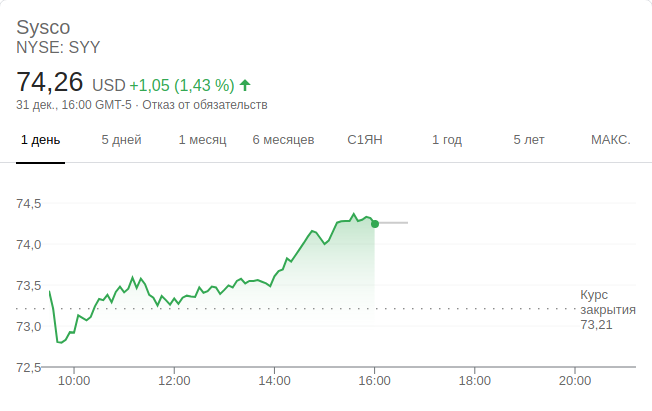 Sysco
NYSE: SYY
74,26 USD +1,05 (1,43 %)
31 дек., 16:00 GMT-5 · Отказ от обязательств
1 день 5 дней 1 месяц 6 месяцев С1ЯН 1 год 5 лет МАКС.
74,5
74,0
73,5
73,0
72,5
Курс
закрытия
73,21
10:00 12:00 14:00 16:00 18:00 20:00